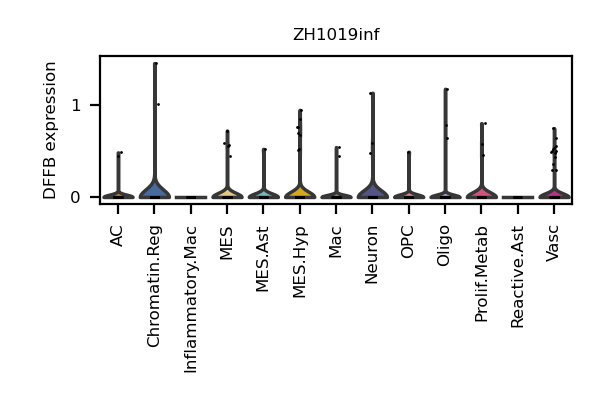 ZH1019inf
DFFB expression
1
0
AC
Chromatin.Reg
Inflammatory.Mac
MES
MES.Ast
MES.Hyp
Mac
Neuron
OPC
Oligo
Prolif.Metab
Reactive.Ast
Vasc